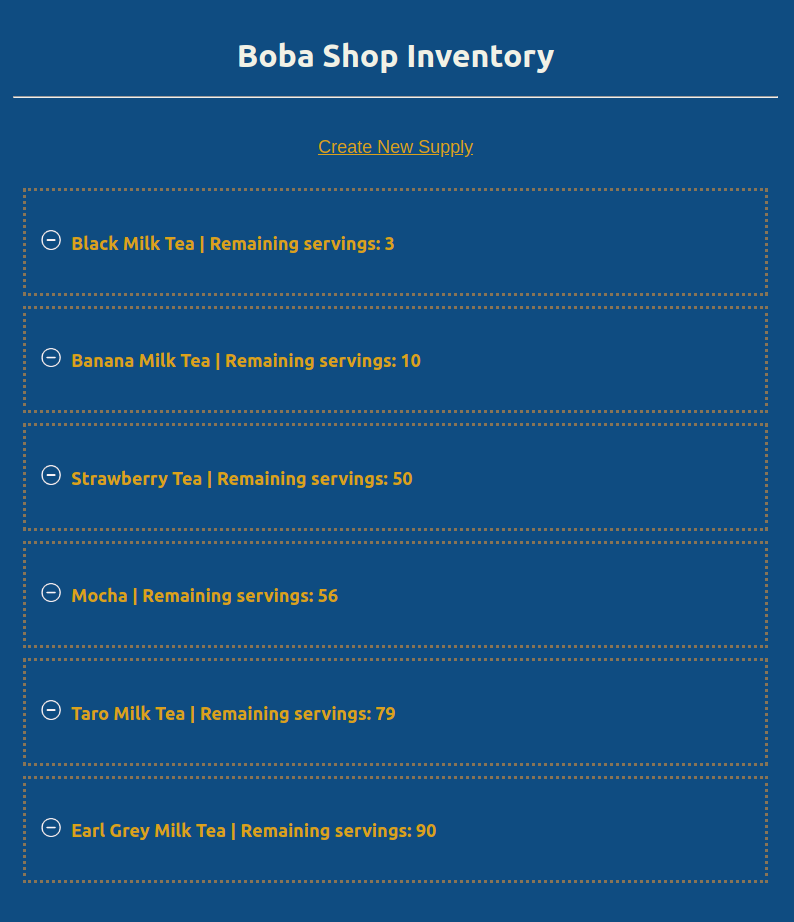 Boba Shop Inventory
Create New Supply
Black Milk Tea | Remaining servings: 3
Banana Milk Tea | Remaining servings: 10
Strawberry Tea | Remaining servings: 50
Mocha | Remaining servings: 56
Taro Milk Tea | Remaining servings: 79
Earl Grey Milk Tea | Remaining servings: 90